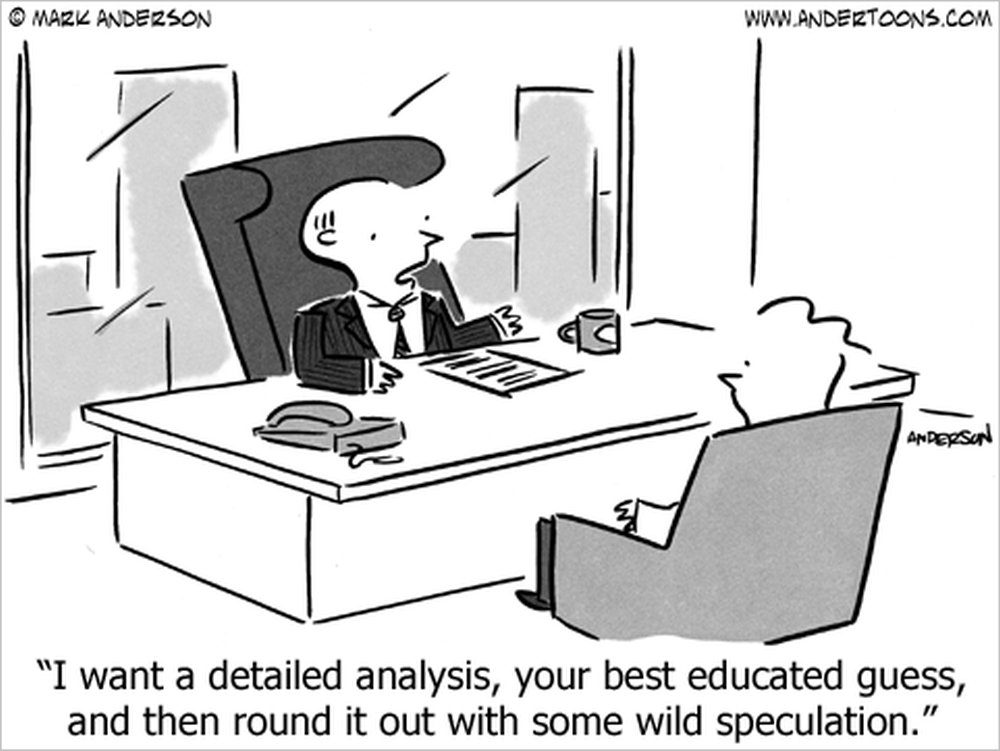 © MARK ANDERSON
WWW.ANDERTOONS.COM
ANDERSON
“I want a detailed analysis, your best educated guess,
and then round it out with some wild speculation.”